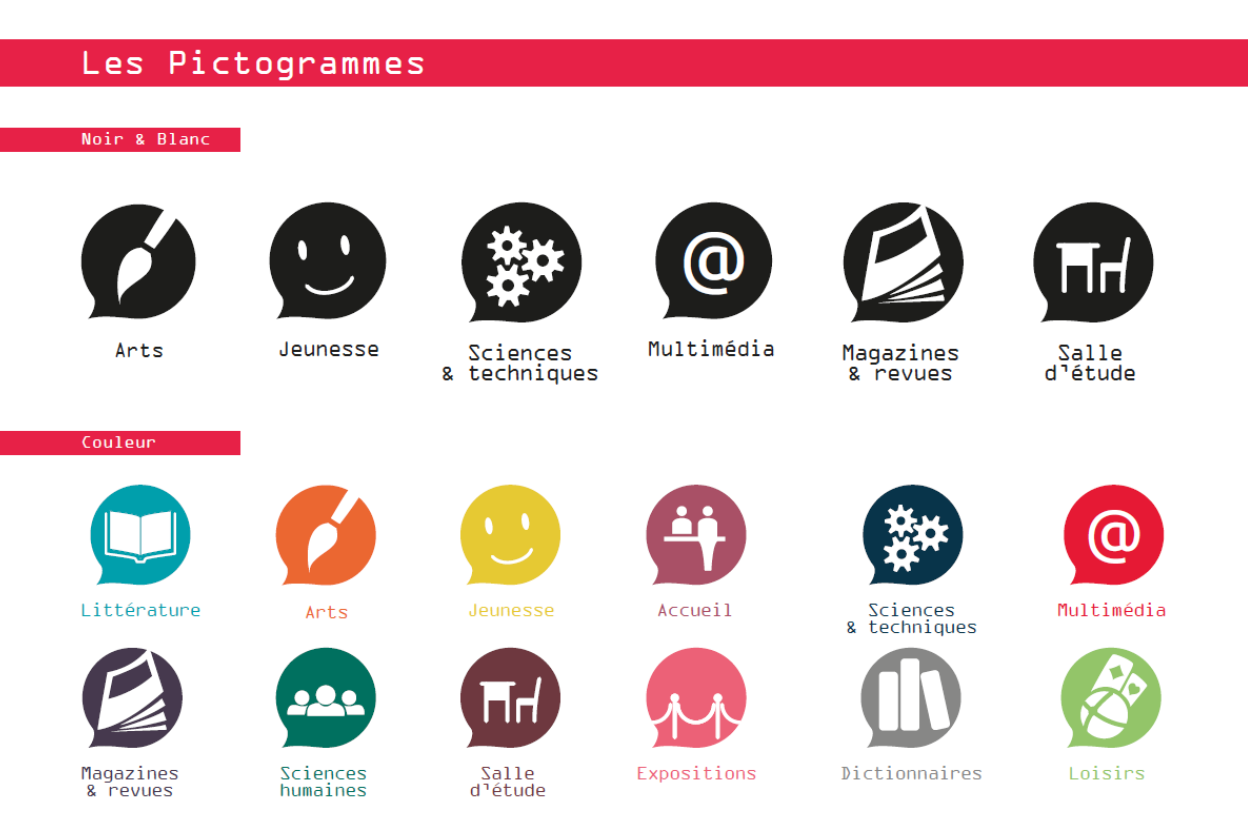 Les Pictogrammes
Noir & Blanc
Arts
Jeunesse
Sciences
& techniques
Multimédia
Magazines
& revues
Salle
d'étude
Couleur
Littérature
Arts
Jeunesse
Accueil
Sciences
& techniques
Multimédia
Magazines
& revues
Sciences
humaines
Salle
d'étude
Expositions
Dictionnaires
Loisirs